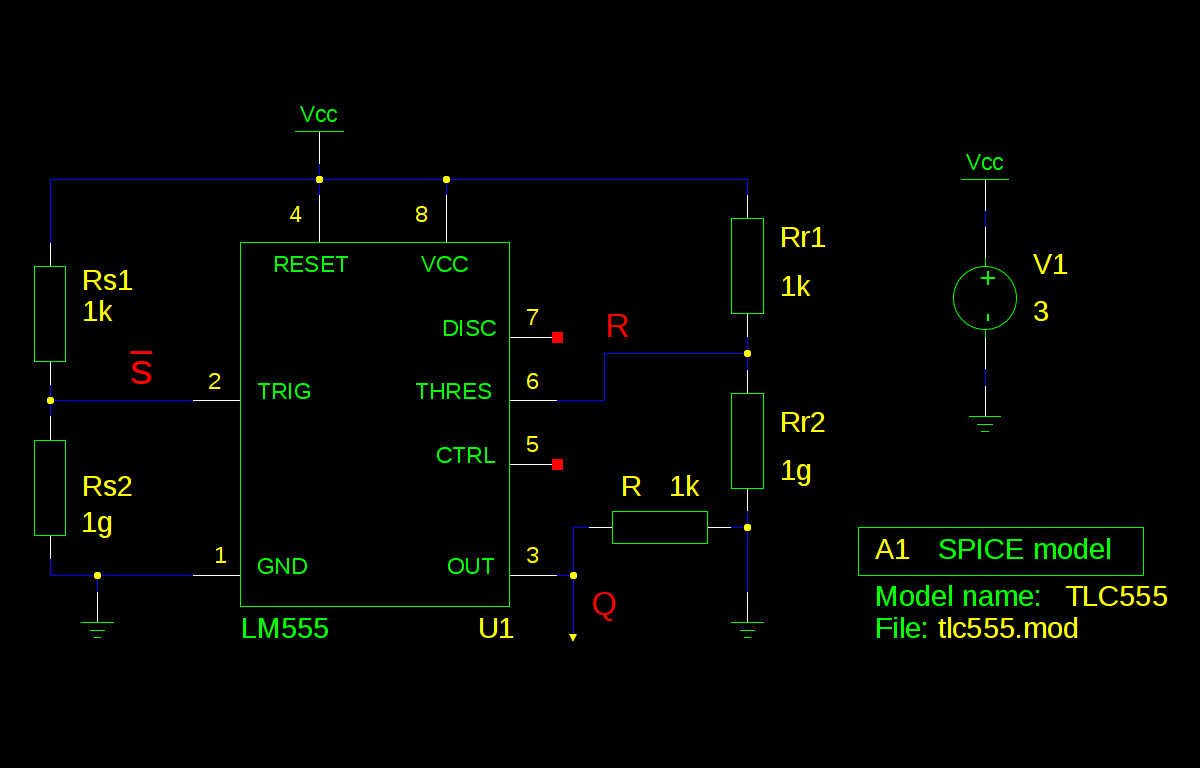 Vcc
Vcc
4
8
RESET
VCC
Rr1
1k
V1
3
Rs1
1k
DISC
7
R
S̅
2
TRIG
THRES
6
CTRL
5
Rr2
1g
Rs2
1g
R 1k
1
GND
OUT
3
Q
LM555
U1
A1 SPICE model
Model name: TLC555
File: tlc555.mod